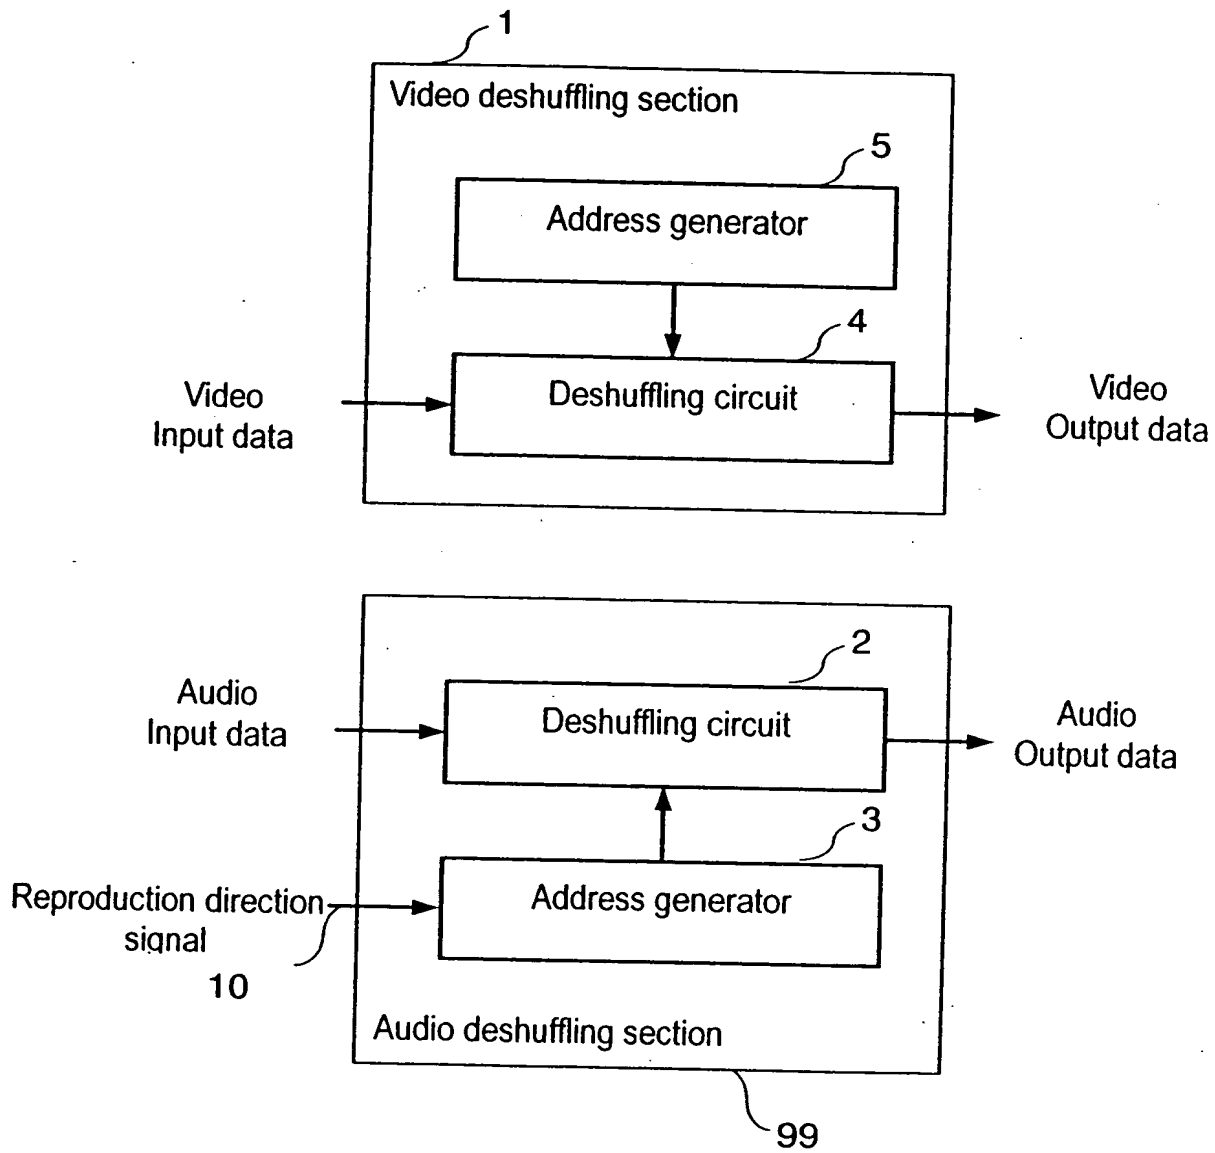 1
Video deshuffling section
5
Address generator
4
Deshuffling circuit
Video
Input data
Video
Output data
2
Audio
Input data
Deshuffling circuit
Audio
Output data
3
Reproduction direction
signal
10
Address generator
Audio deshuffling section
99